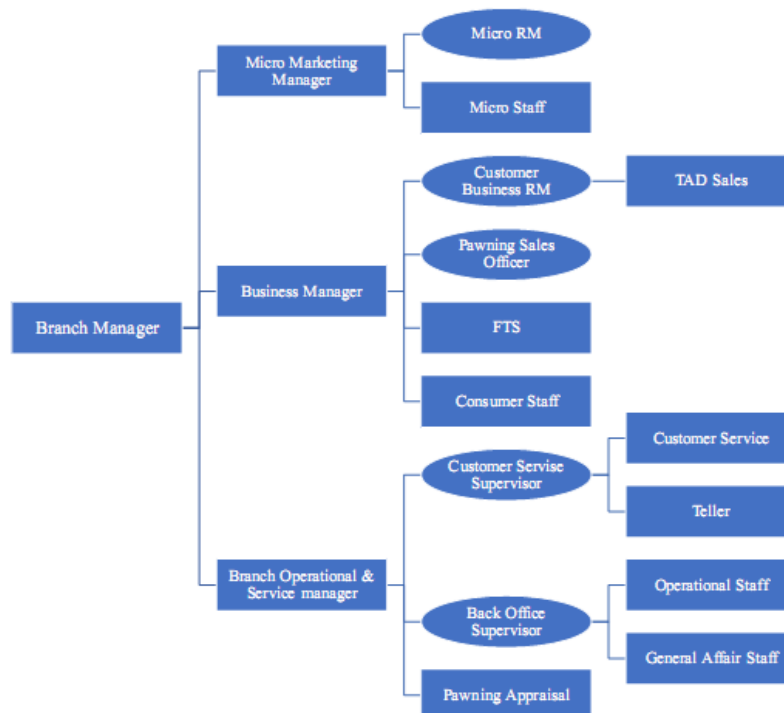 Micro RM
Micro Marketing
Manager
Micro Staff
Customer
Business RM
TAD Sales
Pawning Sales
Officer
Business Manager
Branch Manager
FTS
Consumer Staff
Customer Servise
Supervisor
Customer Service
Teller
Branch Operational &
Service manager
Back Office
Supervisor
Operational Staff
General Affair Staff
Pawning Appraisal